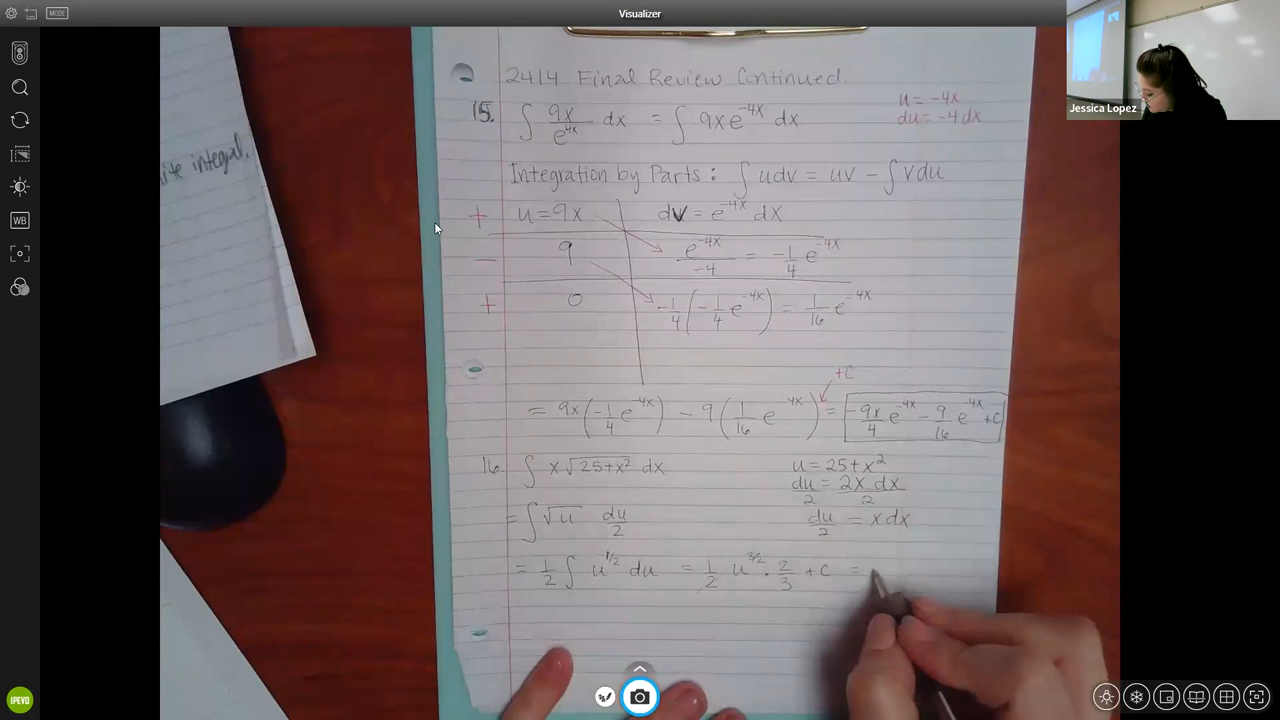 MODE
Visualizer
Jessica Lopez
ite integral.
2414 Final Review Continued
15. ∫ 9x/e^{4x} dx = ∫ 9xe^{-4x} dx
u = -4x
du = -4 dx
Integration by Parts: ∫ udv = uv - ∫ vdu
+ u = 9x dv = e^{-4x} dx
- 9 e^{-4x}/-4 = -1/4 e^{-4x}
+ 0 -1/4 (-1/4 e^{-4x}) = 1/16 e^{-4x}
+C
= 9x(-1/4 e^{-4x}) - 9(1/16 e^{-4x}) = -9x/4 e^{-4x} - 9/16 e^{-4x} + C
16. ∫ x√(25+x²) dx
u = 25+x²
du/2 = 2x dx/2
= ∫ √u du/2
du/2 = x dx
= 1/2 ∫ u^{1/2} du = 1/2 u^{3/2} · 2/3 + C =
WB
IPEVO